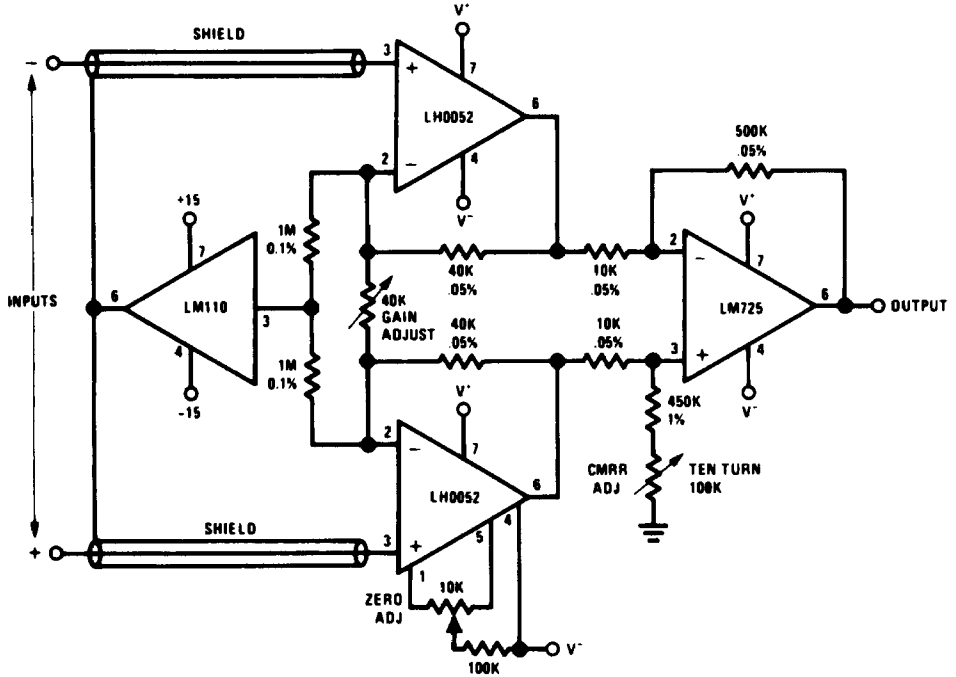 V+
SHIELD
−
3
+
7
LH0052
6
500K
.05%
2
−
4
V−
+15
V+
1M
0.1%
7
2
−
7
40K
.05%
10K
.05%
INPUTS
6
LM110
3
40K
GAIN
ADJUST
LM725
6
OUTPUT
40K
.05%
10K
.05%
4
1M
0.1%
3
+
4
−15
V+
V−
450K
1%
2
−
7
LH0052
6
CMRR
ADJ
TEN TURN
100K
SHIELD
4
5
+
3
+
1
ZERO
ADJ
10K
V−
100K